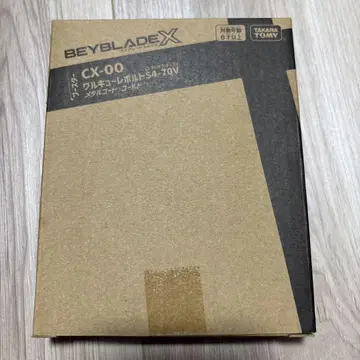 BEYBLADE X
対象年齢
6才以上
TAKARA
TOMY
ブースター
CX-00
ワルキューレボルトS4-70V
メタルコート:ゴールド